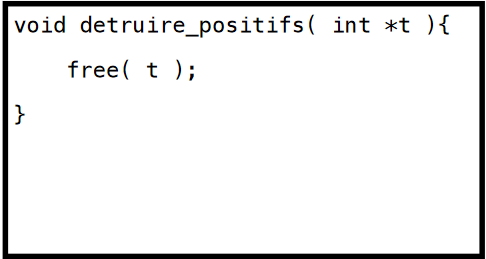 void detruire_positifs( int *t ){
free( t );
}